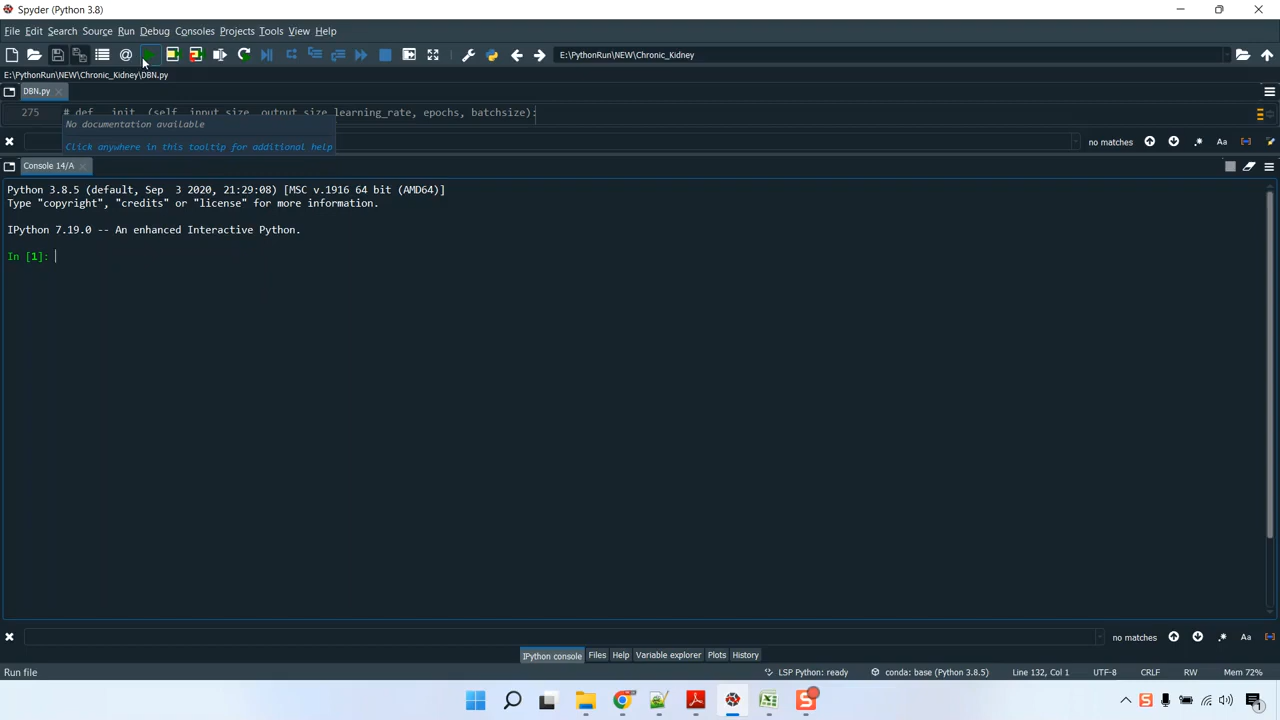 Spyder (Python 3.8)
File Edit Search Source Run Debug Consoles Projects Tools View Help
E:\PythonRun\NEW\Chronic_Kidney
E:\PythonRun\NEW\Chronic_Kidney\DBN.py
DBN.py
275 # def __init__(self, input_size, output_size, learning_rate, epochs, batchsize):
No documentation available
Click anywhere in this tooltip for additional help
no matches
Aa
Console 14/A
Python 3.8.5 (default, Sep  3 2020, 21:29:08) [MSC v.1916 64 bit (AMD64)]
Type "copyright", "credits" or "license" for more information.
IPython 7.19.0 -- An enhanced Interactive Python.
In [1]:
no matches
Aa
IPython console Files Help Variable explorer Plots History
Run file
LSP Python: ready
conda: base (Python 3.8.5)
Line 132, Col 1
UTF-8
CRLF
RW
Mem 72%